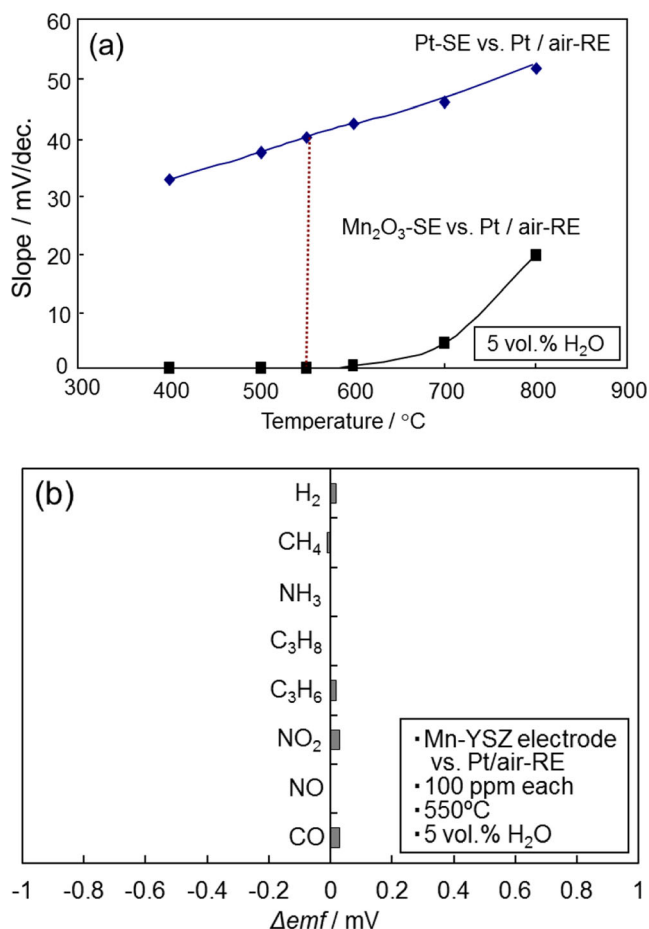 (a)
Pt-SE vs. Pt / air-RE
Mn₂O₃-SE vs. Pt / air-RE
5 vol.% H₂O
Slope / mV/dec.
60
50
40
30
20
10
0
300 400 500 600 700 800 900
Temperature / °C
(b)
H₂
CH₄
NH₃
C₃H₈
C₃H₆
NO₂
NO
CO
▪ Mn-YSZ electrode
vs. Pt/air-RE
▪ 100 ppm each
▪ 550ºC
▪ 5 vol.% H₂O
-1 -0.8 -0.6 -0.4 -0.2 0 0.2 0.4 0.6 0.8 1
Δemf / mV